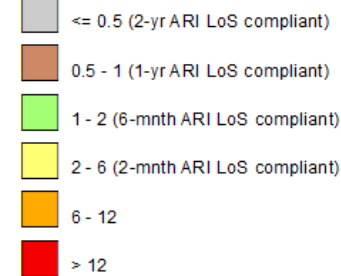 <= 0.5 (2-yr ARI LoS compliant)
0.5 - 1 (1-yr ARI LoS compliant)
1 - 2 (6-mnth ARI LoS compliant)
2 - 6 (2-mnth ARI LoS compliant)
6 - 12
> 12